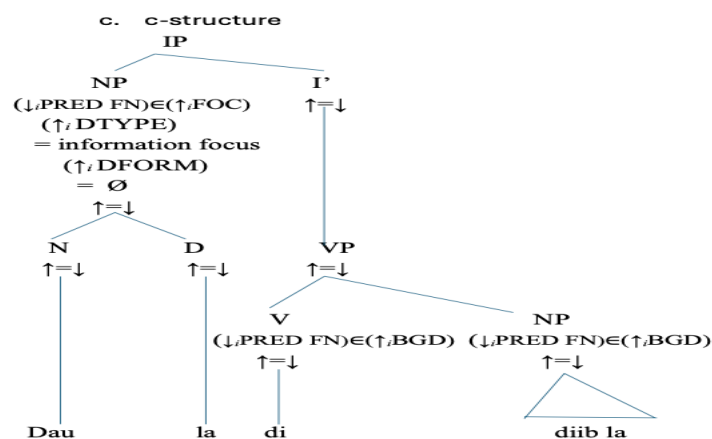 c. c-structure
IP
NP I’
(↓ᵢPRED FN)∈(↑ᵢFOC) ↑=↓
(↑ᵢ DTYPE)
= information focus
(↑ᵢ DFORM)
= Ø
↑=↓
N D VP
↑=↓ ↑=↓ ↑=↓
V NP
(↓ᵢPRED FN)∈(↑ᵢBGD) (↓ᵢPRED FN)∈(↑ᵢBGD)
↑=↓ ↑=↓
Dau la di diib la